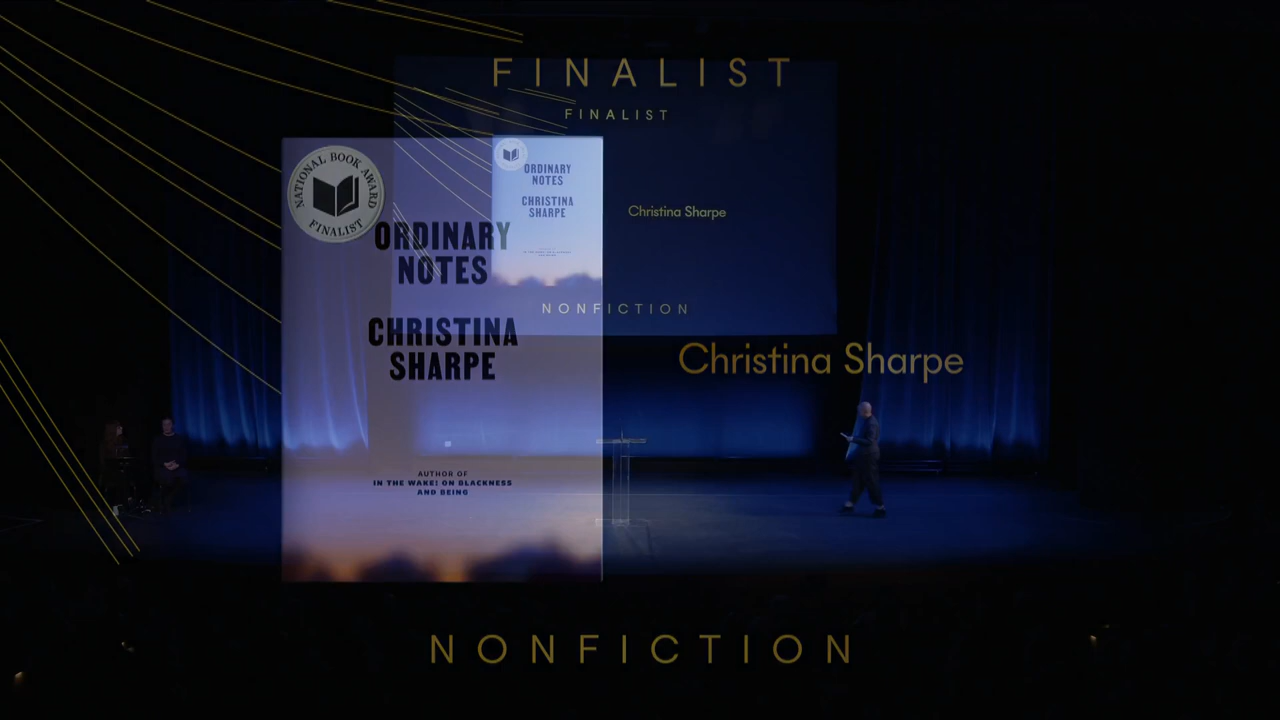 FINALIST
FINALIST
NATIONAL BOOK AWARD
FINALIST
ORDINARY
NOTES
CHRISTINA
SHARPE
Christina Sharpe
ORDINARY
NOTES
CHRISTINA
SHARPE
NONFICTION
Christina Sharpe
AUTHOR OF
IN THE WAKE: ON BLACKNESS
AND BEING
NONFICTION